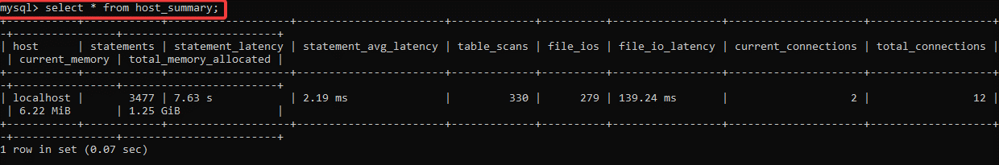 mysql> select * from host_summary;
+-----------+------------+-------------------+-----------------------+-------------+----------+-----------------+---------------------+-------------------+
-+----------------+------------------------+
| host      | statements | statement_latency | statement_avg_latency | table_scans | file_ios | file_io_latency | current_connections | total_connections |
 | current_memory | total_memory_allocated |
+-----------+------------+-------------------+-----------------------+-------------+----------+-----------------+---------------------+-------------------+
-+----------------+------------------------+
| localhost |       3477 | 7.63 s            | 2.19 ms               |         330 |      279 | 139.24 ms       |                   2 |                12 |
 | 6.22 MiB       | 1.25 GiB               |
+-----------+------------+-------------------+-----------------------+-------------+----------+-----------------+---------------------+-------------------+
-+----------------+------------------------+
1 row in set (0.07 sec)